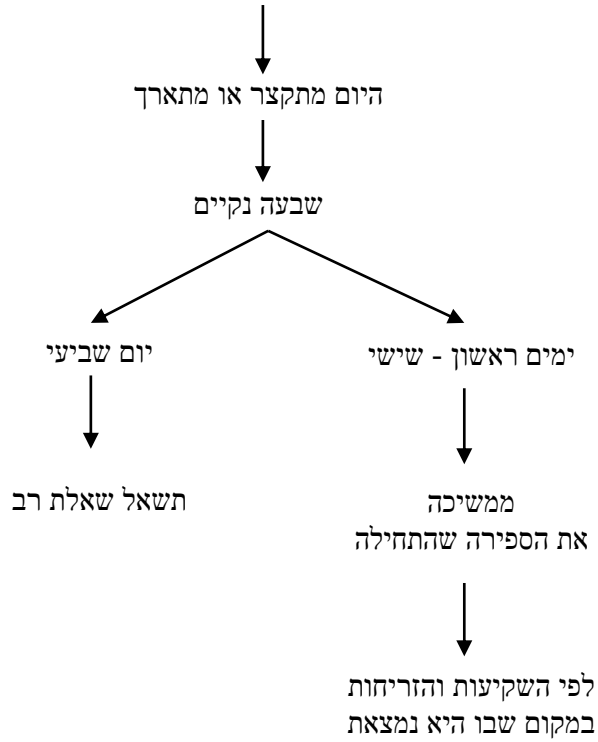 היום מתקצר או מתארך
שבעה נקיים
ימים ראשון - שישי
יום שביעי
ממשיכה
את הספירה שהתחילה
תשאל שאלת רב
לפי השקיעות והזריחות
במקום שבו היא נמצאת